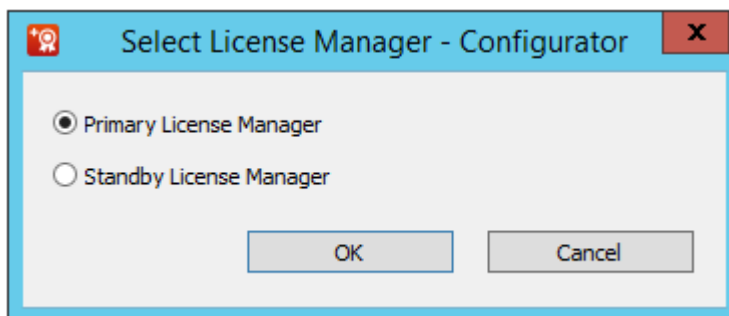 Select License Manager - Configurator
Primary License Manager
Standby License Manager
OK Cancel